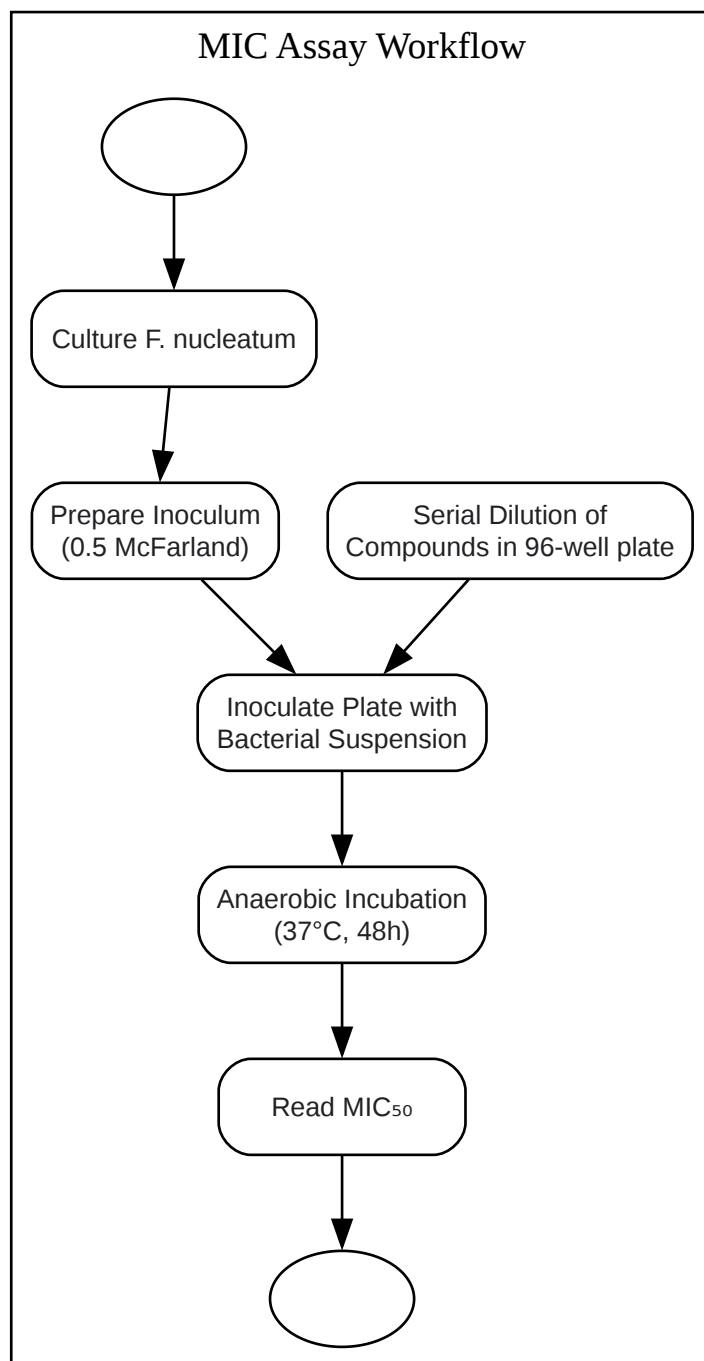 MIC Assay Workflow
Culture F. nucleatum
Prepare Inoculum
(0.5 McFarland)
Serial Dilution of
Compounds in 96-well plate
Inoculate Plate with
Bacterial Suspension
Anaerobic Incubation
(37°C, 48h)
Read MIC₅₀